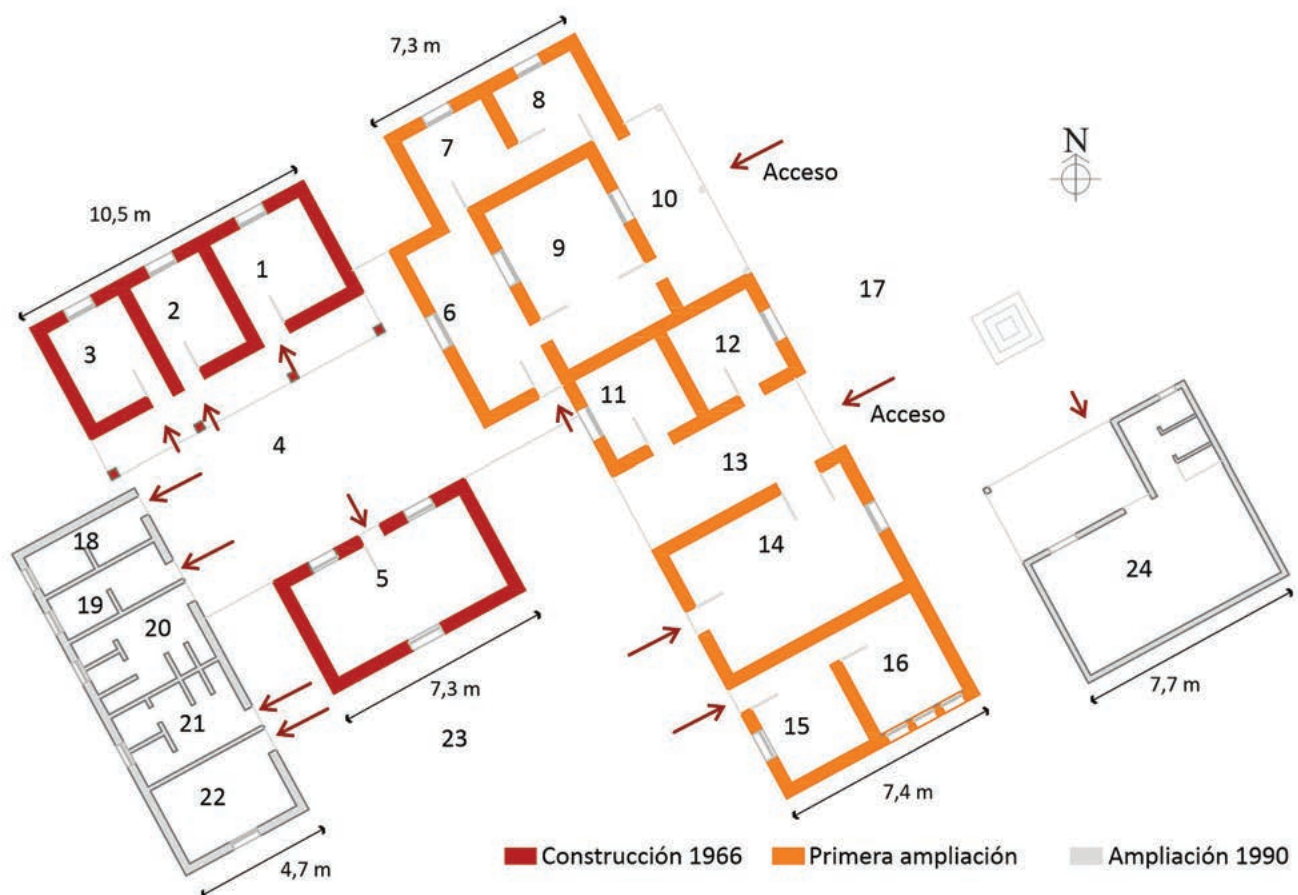 7,3 m
8
7
N
Acceso
10
10,5 m
1
9
2
17
3
6
12
11
Acceso
4
13
18
14
5
24
19
20
16
7,3 m
7,7 m
21
15
23
22
7,4 m
4,7 m
Construcción 1966
Primera ampliación
Ampliación 1990